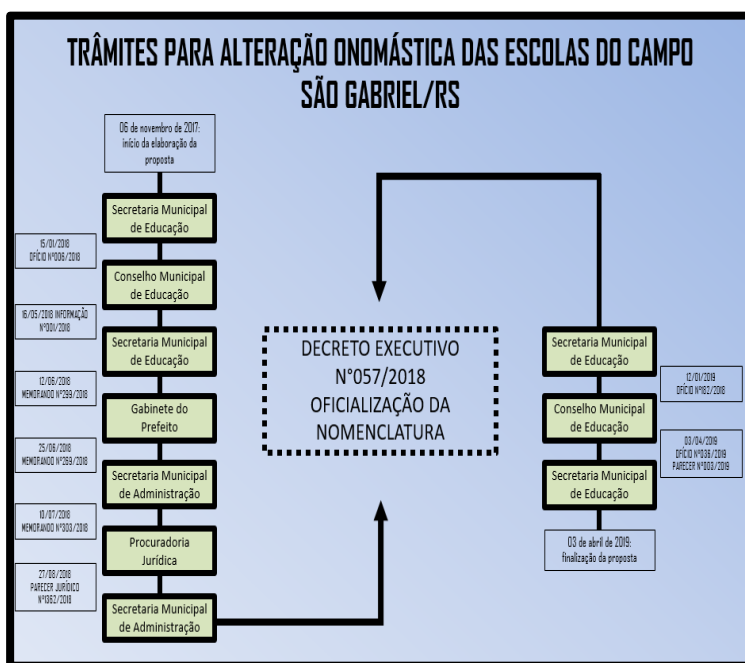 TRÂMITES PARA ALTERAÇÃO ONOMÁSTICA DAS ESCOLAS DO CAMPO
SÃO GABRIEL/RS
06 de novembro de 2017:
início da elaboração da
proposta
Secretaria Municipal
de Educação
15/01/2018
OFÍCIO Nº006/2018
Conselho Municipal
de Educação
16/05/2018 INFORMAÇÃO
Nº001/2018
Secretaria Municipal
de Educação
12/06/2018
MEMORANDO Nº299/2018
Gabinete do
Prefeito
25/06/2018
MEMORANDO Nº269/2018
Secretaria Municipal
de Administração
10/07/2018
MEMORANDO Nº303/2018
Procuradoria
Jurídica
27/08/2018
PARECER JURÍDICO
Nº1362/2018
Secretaria Municipal
de Administração
DECRETO EXECUTIVO
N°057/2018
OFICIALIZAÇÃO DA
NOMENCLATURA
Secretaria Municipal
de Educação
12/01/2019
OFÍCIO Nº182/2018
Conselho Municipal
de Educação
03/04/2019
OFÍCIO Nº036/2019
PARECER Nº003/2019
Secretaria Municipal
de Educação
03 de abril de 2019:
finalização da proposta